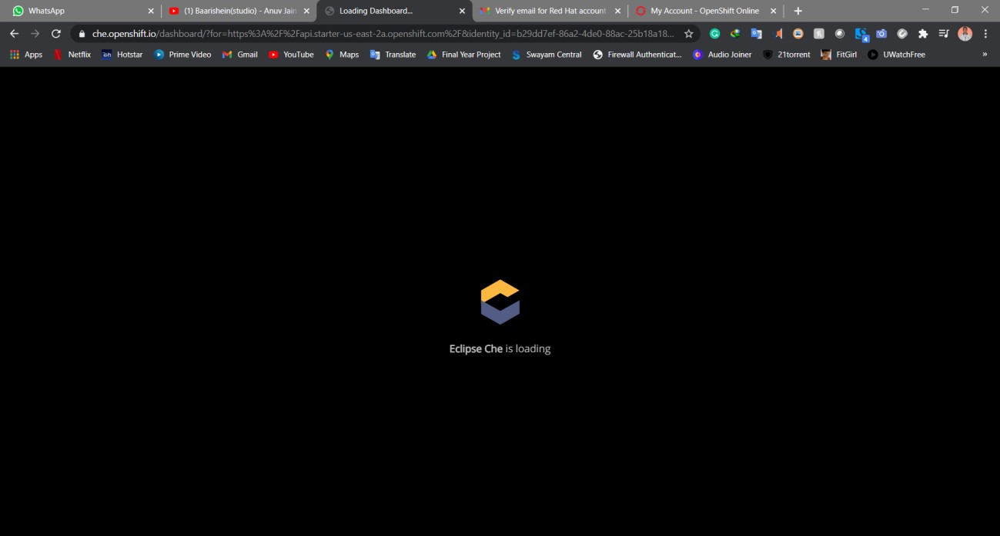 WhatsApp
(1) Baarishein(studio) - Anuv Jain
Loading Dashboard...
Verify email for Red Hat account
My Account - OpenShift Online
che.openshift.io/dashboard/?for=https%3A%2F%2Fapi.starter-us-east-2a.openshift.com%2F&identity_id=b29dd7ef-86a2-4de0-88ac-25b18a18...
4
Apps
Netflix
Hotstar
Prime Video
Gmail
YouTube
Maps
Translate
Final Year Project
Swayam Central
Firewall Authenticat...
Audio Joiner
21torrent
FitGirl
UWatchFree
»
Eclipse Che is loading